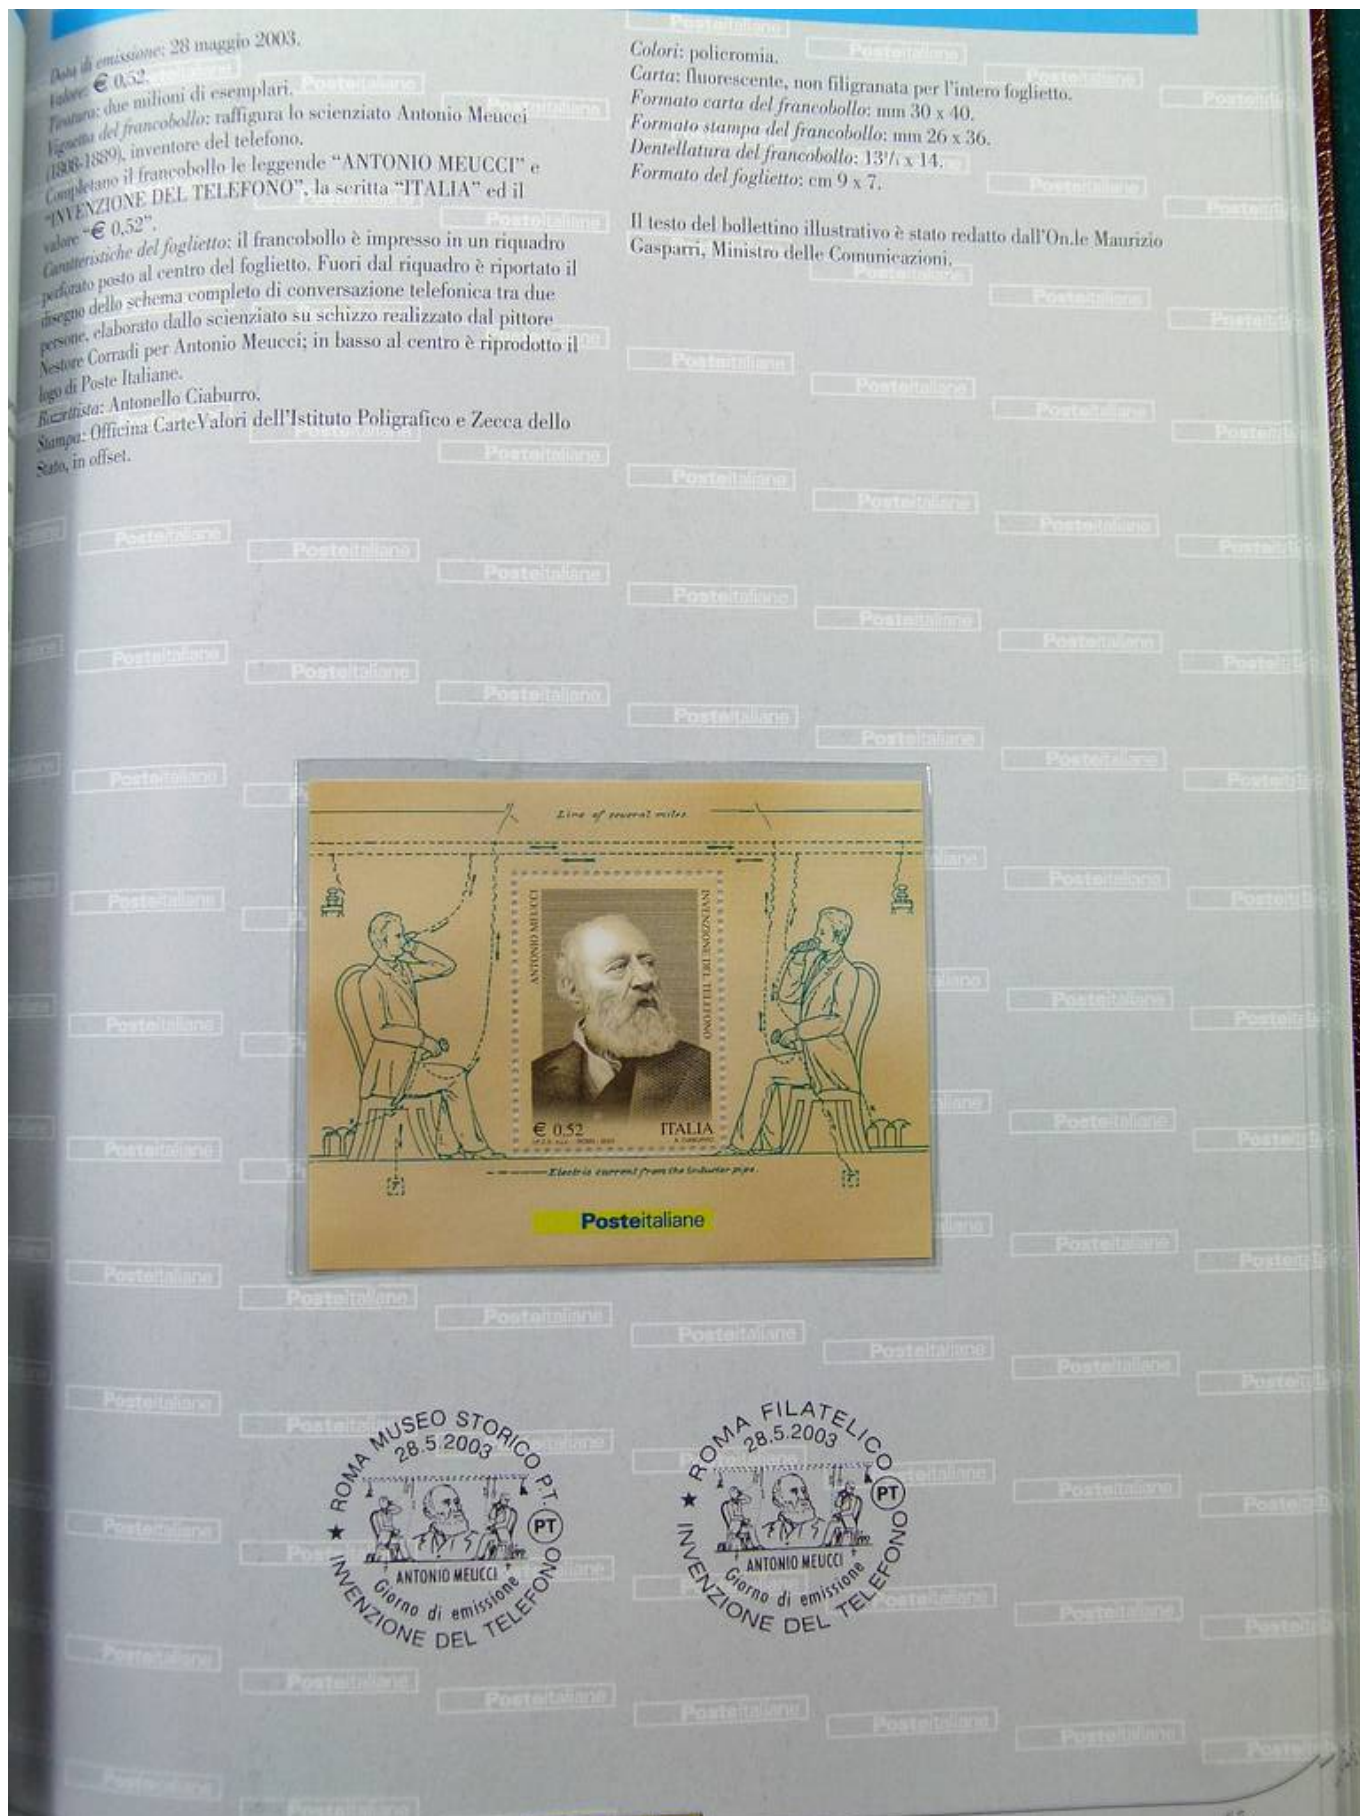 Data di emissione: 28 maggio 2003.
Valore: € 0,52.
Tiratura: due milioni di esemplari.
Vignetta del francobollo: raffigura lo scienziato Antonio Meucci
(1808-1889), inventore del telefono.
Completano il francobollo le leggende “ANTONIO MEUCCI” e
“INVENZIONE DEL TELEFONO”, la scritta “ITALIA” ed il
valore “€ 0,52”.
Caratteristiche del foglietto: il francobollo è impresso in un riquadro
perforato posto al centro del foglietto. Fuori dal riquadro è riportato il
disegno dello schema completo di conversazione telefonica tra due
persone, elaborato dallo scienziato su schizzo realizzato dal pittore
Nestore Corradi per Antonio Meucci; in basso al centro è riprodotto il
logo di Poste Italiane.
Bozzettista: Antonello Ciaburro.
Stampa: Officina CarteValori dell'Istituto Poligrafico e Zecca dello
Stato, in offset.
Colori: policromia.
Carta: fluorescente, non filigranata per l'intero foglietto.
Formato carta del francobollo: mm 30 x 40.
Formato stampa del francobollo: mm 26 x 36.
Dentellatura del francobollo: 13¹/₄ x 14.
Formato del foglietto: cm 9 x 7.
Il testo del bollettino illustrativo è stato redatto dall'On.le Maurizio
Gasparri, Ministro delle Comunicazioni.
Line of several miles.
ANTONIO MEUCCI
INVENZIONE DEL TELEFONO
€ 0,52 ITALIA
I.P.Z.S. S.p.A. - ROMA - 2003 A. CIABURRO
Electric current from the inductor pipe.
Posteitaliane
ROMA MUSEO STORICO P.T.
28.5.2003
PT
ANTONIO MEUCCI
Giorno di emissione
INVENZIONE DEL TELEFONO
ROMA FILATELICO
28.5.2003
PT
ANTONIO MEUCCI
Giorno di emissione
INVENZIONE DEL TELEFONO